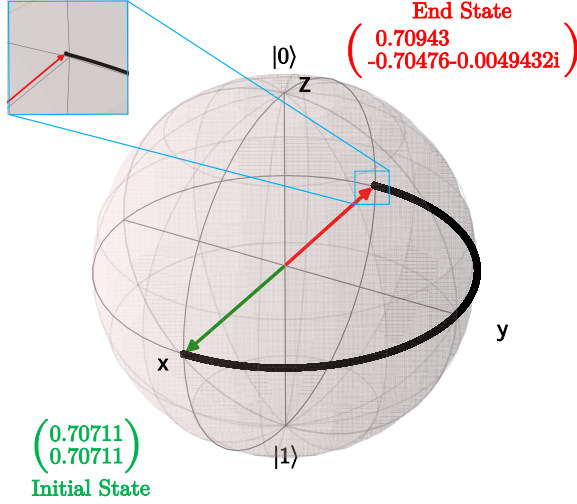 End State
0.70943
-0.70476-0.0049432i
|0⟩
Z
y
x
|1⟩
0.70711
0.70711
Initial State